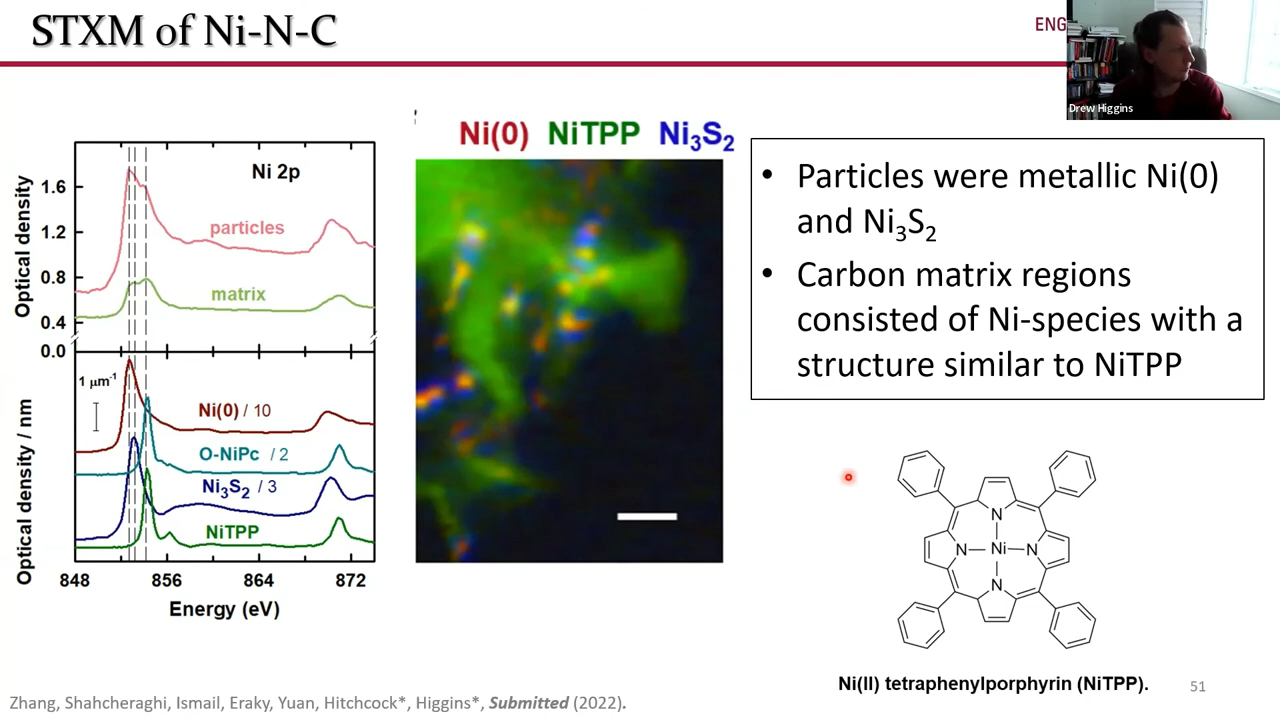 STXM of Ni-N-C
ENG
Drew Higgins
Ni(0) NiTPP Ni₃S₂
Ni 2p
particles
matrix
Optical density
1.6
1.2
0.8
0.4
0.0
1 μm⁻¹
Ni(0) / 10
O-NiPc / 2
Ni₃S₂ / 3
NiTPP
Optical density / nm
848 856 864 872
Energy (eV)
• Particles were metallic Ni(0)
and Ni₃S₂
• Carbon matrix regions
consisted of Ni-species with a
structure similar to NiTPP
N
N Ni N
N
Ni(II) tetraphenylporphyrin (NiTPP).
51
Zhang, Shahcheraghi, Ismail, Eraky, Yuan, Hitchcock*, Higgins*, Submitted (2022).